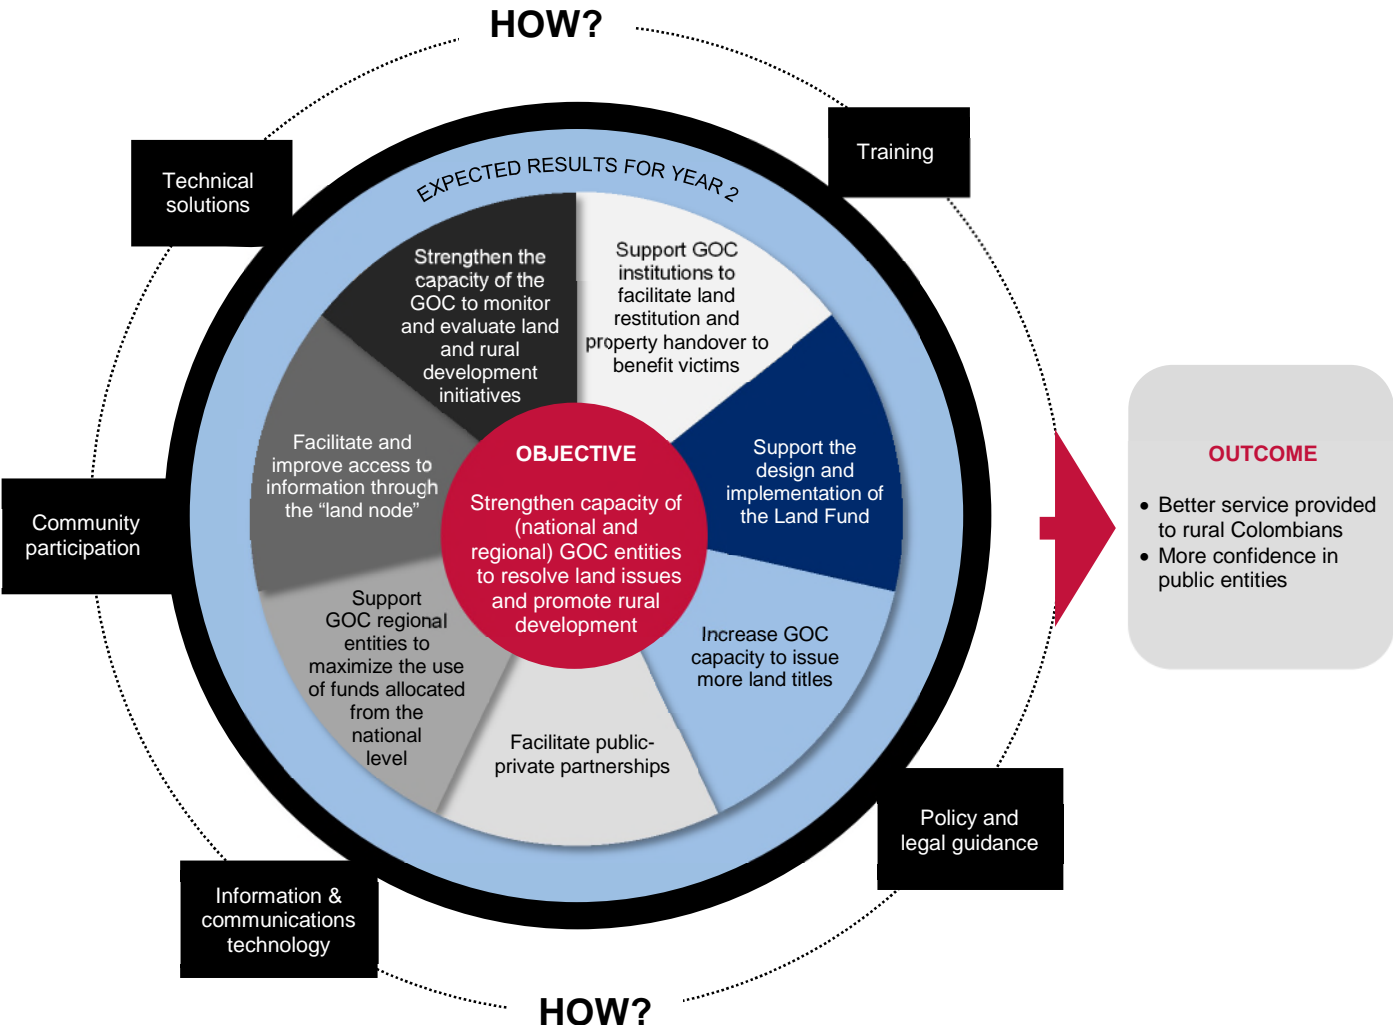 HOW?
Technical
solutions
Training
EXPECTED RESULTS FOR YEAR 2
Strengthen the
capacity of the
GOC to monitor
and evaluate land
and rural
development
initiatives
Support GOC
institutions to
facilitate land
restitution and
property handover to
benefit victims
Facilitate and
improve access to
information through
the “land node”
OBJECTIVE
Strengthen capacity of
(national and
regional) GOC entities
to resolve land issues
and promote rural
development
Support the
design and
implementation of
the Land Fund
OUTCOME
• Better service provided
to rural Colombians
• More confidence in
public entities
Community
participation
Support
GOC regional
entities to
maximize the use
of funds allocated
from the
national
level
Increase GOC
capacity to issue
more land titles
Facilitate public-
private partnerships
Policy and
legal guidance
Information &
communications
technology
HOW?